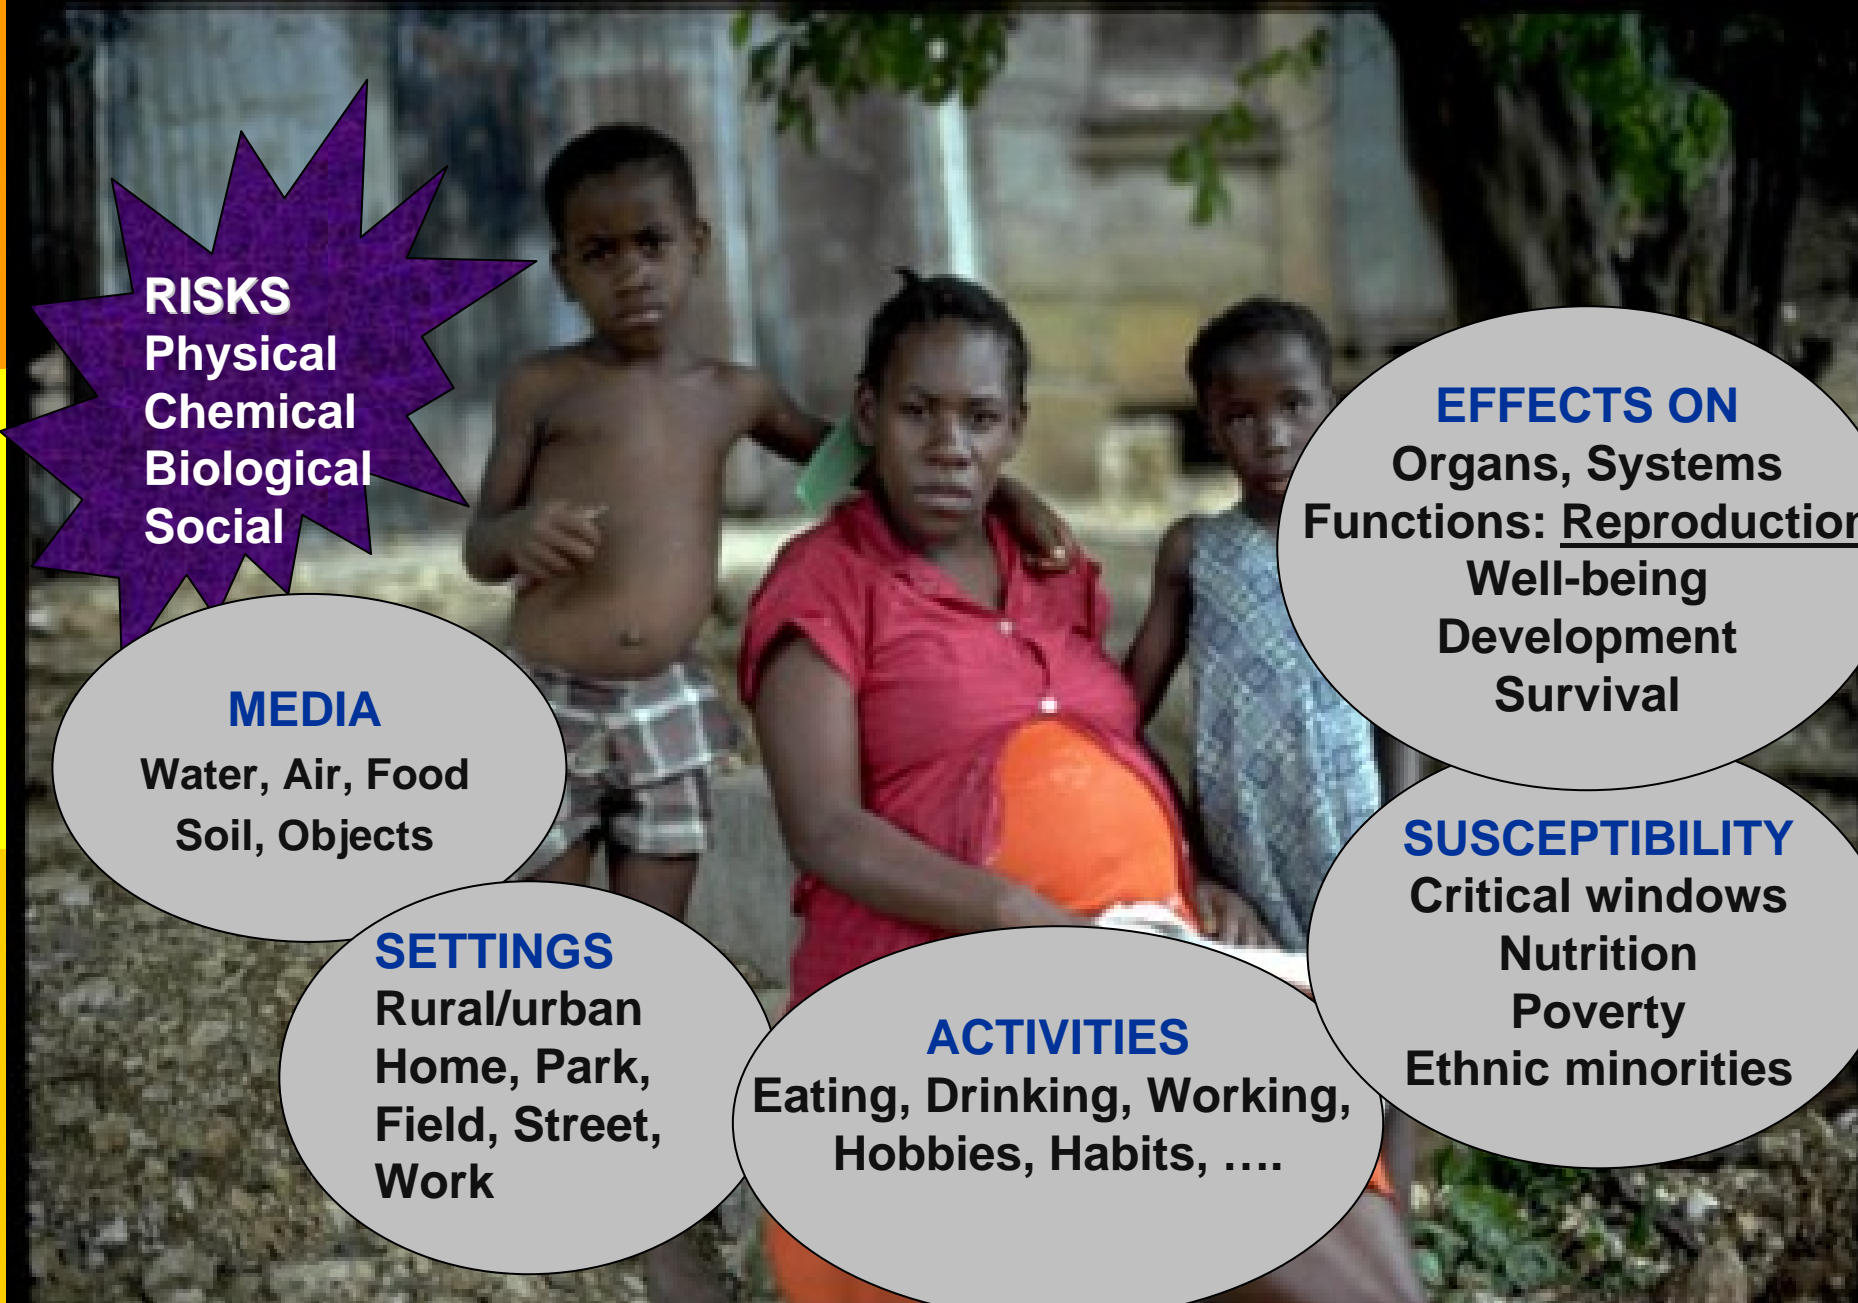 RISKS
Physical
Chemical
Biological
Social
MEDIA
Water, Air, Food
Soil, Objects
SETTINGS
Rural/urban
Home, Park,
Field, Street,
Work
ACTIVITIES
Eating, Drinking, Working,
Hobbies, Habits, ….
EFFECTS ON
Organs, Systems
Functions: Reproduction
Well-being
Development
Survival
SUSCEPTIBILITY
Critical windows
Nutrition
Poverty
Ethnic minorities